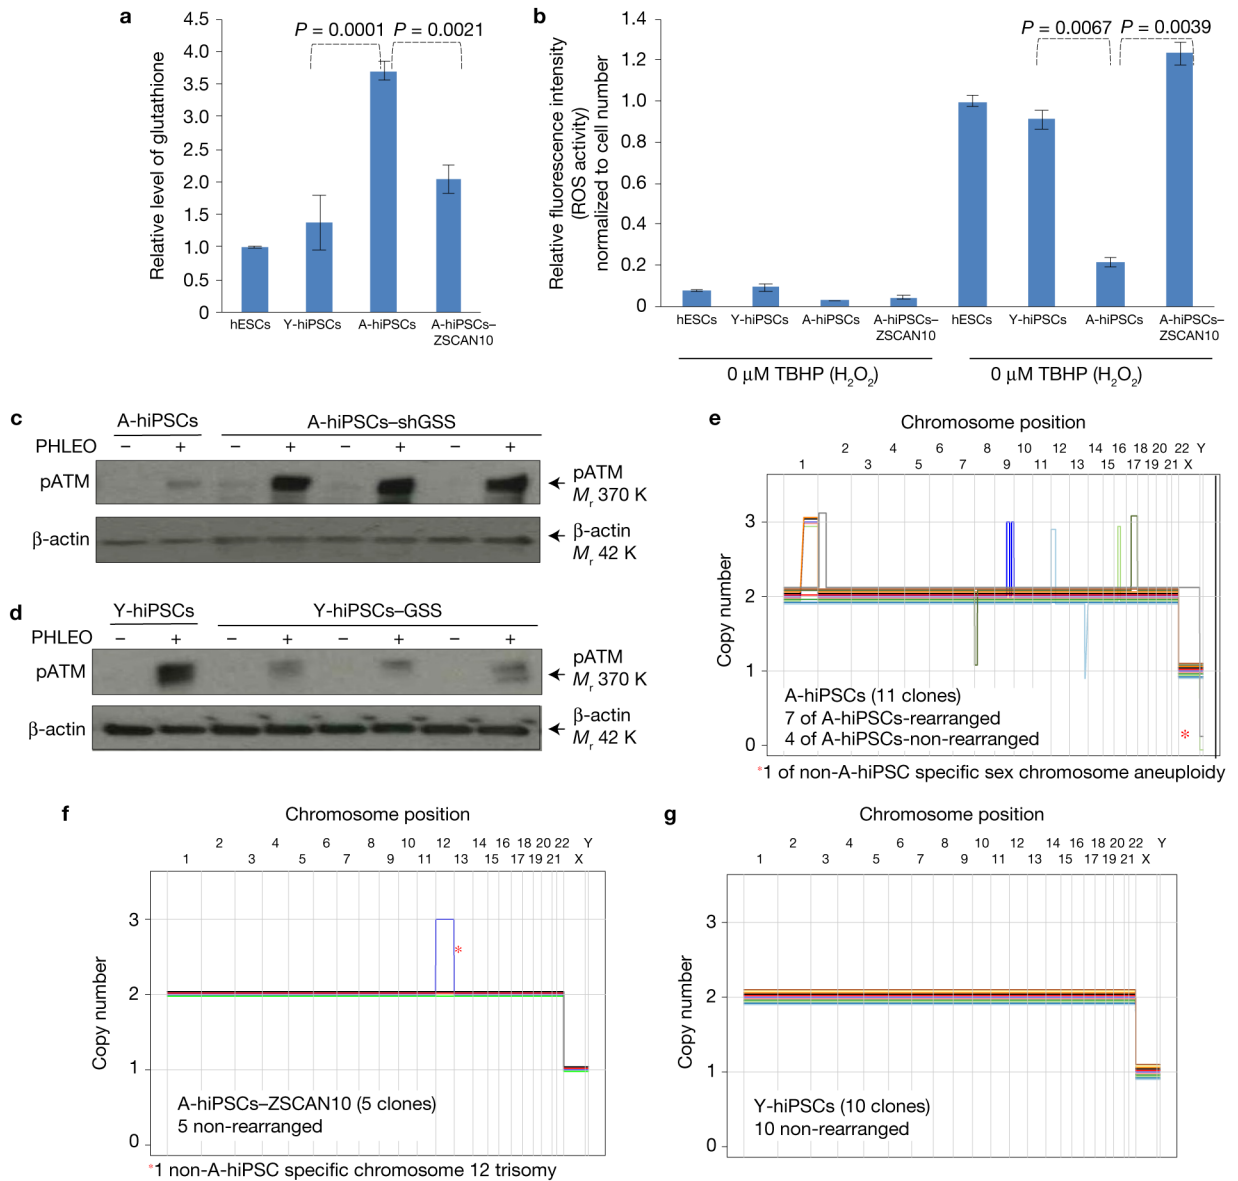 a
Relative level of glutathione
4.5
4.0
3.5
3.0
2.5
2.0
1.5
1.0
0.5
0
P = 0.0001
P = 0.0021
hESCs
Y-hiPSCs
A-hiPSCs
A-hiPSCs–
ZSCAN10
b
Relative fluorescence intensity
(ROS activity)
normalized to cell number
1.4
1.2
1.0
0.8
0.6
0.4
0.2
0
P = 0.0067
P = 0.0039
hESCs
Y-hiPSCs
A-hiPSCs
A-hiPSCs–
ZSCAN10
hESCs
Y-hiPSCs
A-hiPSCs
A-hiPSCs–
ZSCAN10
0 μM TBHP (H₂O₂)
0 μM TBHP (H₂O₂)
c
A-hiPSCs
A-hiPSCs–shGSS
PHLEO – + – + – + – +
pATM
pATM
Mᵣ 370 K
β-actin
β-actin
Mᵣ 42 K
d
Y-hiPSCs
Y-hiPSCs–GSS
PHLEO – + – + – + – +
pATM
pATM
Mᵣ 370 K
β-actin
β-actin
Mᵣ 42 K
e
Chromosome position
2 4 6 8 10 12 14 16 18 20 22 Y
1 3 5 7 9 11 13 15 17 19 21 X
Copy number
3
2
1
0
A-hiPSCs (11 clones)
7 of A-hiPSCs-rearranged
4 of A-hiPSCs-non-rearranged
*
*1 of non-A-hiPSC specific sex chromosome aneuploidy
f
Chromosome position
2 4 6 8 10 12 14 16 18 20 22 Y
1 3 5 7 9 11 13 15 17 19 21 X
Copy number
3
2
1
0
*
A-hiPSCs–ZSCAN10 (5 clones)
5 non-rearranged
*1 non-A-hiPSC specific chromosome 12 trisomy
g
Chromosome position
2 4 6 8 10 12 14 16 18 20 22 Y
1 3 5 7 9 11 13 15 17 19 21 X
Copy number
3
2
1
0
Y-hiPSCs (10 clones)
10 non-rearranged